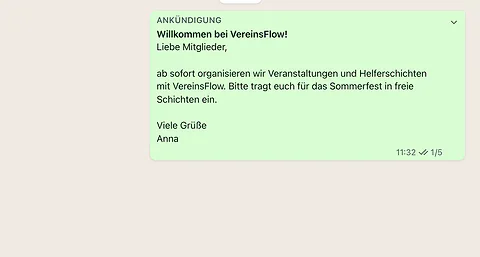 ANKÜNDIGUNG
Willkommen bei VereinsFlow!
Liebe Mitglieder,
ab sofort organisieren wir Veranstaltungen und Helferschichten
mit VereinsFlow. Bitte tragt euch für das Sommerfest in freie
Schichten ein.
Viele Grüße
Anna
11:32 1/5